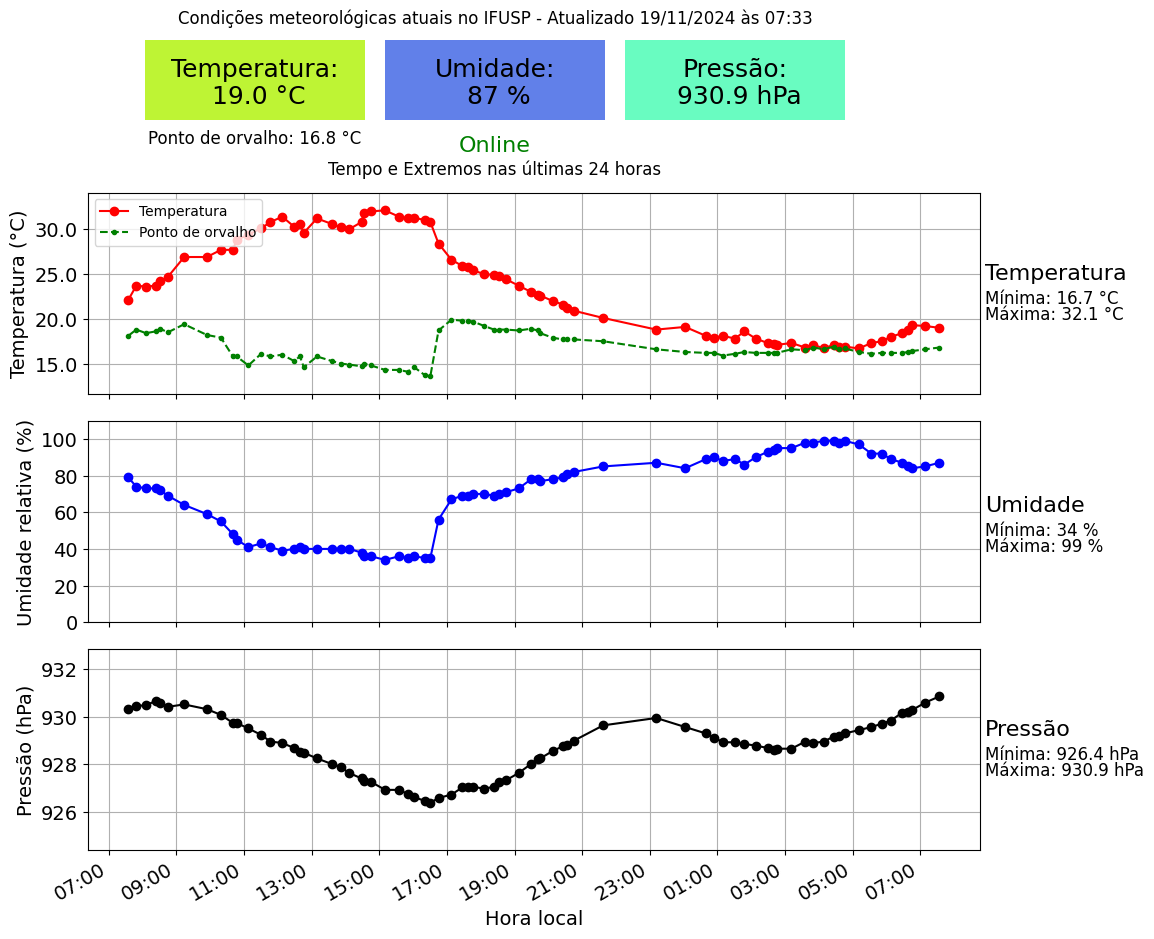 Condições meteorológicas atuais no IFUSP - Atualizado 19/11/2024 às 07:33
Temperatura:
19.0 °C
Umidade:
87 %
Pressão:
930.9 hPa
Ponto de orvalho: 16.8 °C
Online
Tempo e Extremos nas últimas 24 horas
Temperatura
Ponto de orvalho
Temperatura (°C)
30.0
25.0
20.0
15.0
Temperatura
Mínima: 16.7 °C
Máxima: 32.1 °C
Umidade relativa (%)
100
80
60
40
20
0
Umidade
Mínima: 34 %
Máxima: 99 %
Pressão (hPa)
932
930
928
926
Pressão
Mínima: 926.4 hPa
Máxima: 930.9 hPa
07:00 09:00 11:00 13:00 15:00 17:00 19:00 21:00 23:00 01:00 03:00 05:00 07:00
Hora local